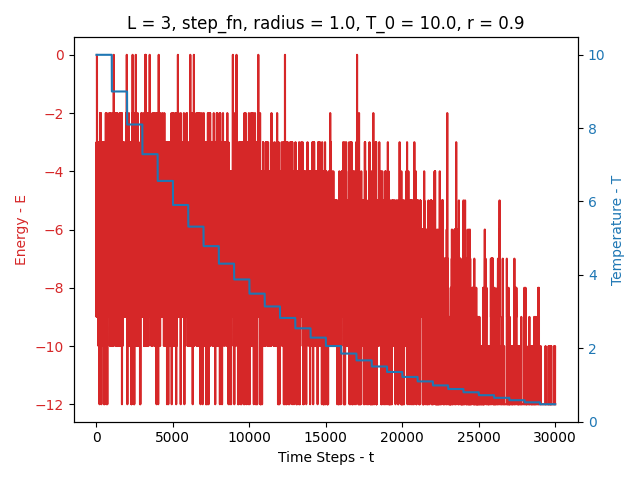 L = 3, step_fn, radius = 1.0, T_0 = 10.0, r = 0.9
Energy - E
0
−2
−4
−6
−8
−10
−12
10
8
6
4
2
0
Temperature - T
0 5000 10000 15000 20000 25000 30000
Time Steps - t